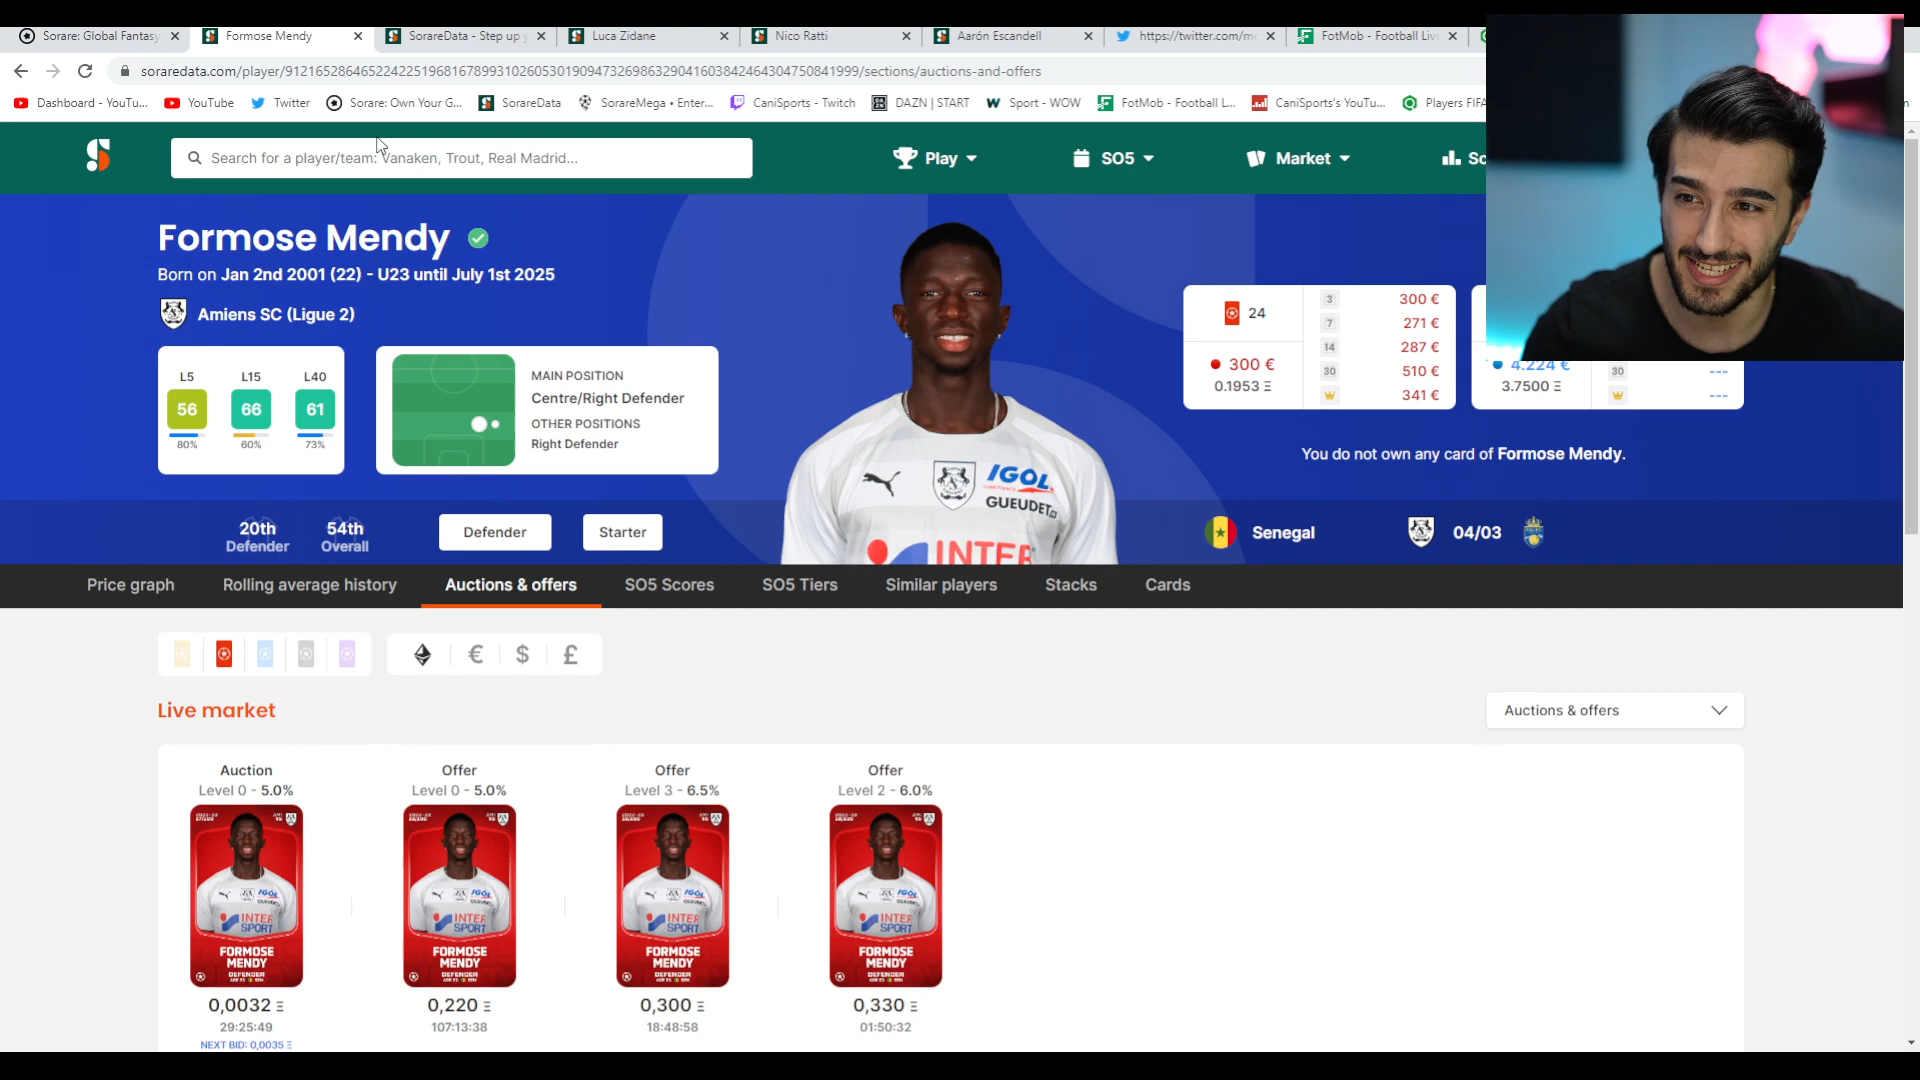 Sorare: Global Fantasy
Formose Mendy
SorareData - Step up y
Luca Zidane
Nico Ratti
Aarón Escandell
https://twitter.com/m
FotMob - Football Liv
soraredata.com/player/91216528646522422519681678993102605301909473269863290416038424643047508419​99/sections/auctions-and-offers
Dashboard - YouTu...
YouTube
Twitter
Sorare: Own Your G...
SorareData
SorareMega • Enter...
CaniSports - Twitch
DAZN | START
Sport - WOW
FotMob - Football L...
CaniSports's YouTu...
Players FIFA
Search for a player/team: Vanaken, Trout, Real Madrid...
Play
SO5
Market
Sc
Formose Mendy
Born on Jan 2nd 2001 (22) - U23 until July 1st 2025
Amiens SC (Ligue 2)
L5 L15 L40
56 66 61
80% 60% 73%
MAIN POSITION
Centre/Right Defender
OTHER POSITIONS
Right Defender
24
300 €
0.1953 Ξ
3 300 €
7 271 €
14 287 €
30 510 €
341 €
4.224 €
3.7500 Ξ
30 ---
---
You do not own any card of Formose Mendy.
IGOL
GUEUDET
INTER
20th
Defender
54th
Overall
Defender
Starter
Senegal
04/03
Price graph
Rolling average history
Auctions & offers
SO5 Scores
SO5 Tiers
Similar players
Stacks
Cards
€ $ £
Live market
Auctions & offers
Auction
Level 0 - 5.0%
FORMOSE
MENDY
DEFENDER
0,0032 Ξ
29:25:49
NEXT BID: 0,0035 Ξ
Offer
Level 0 - 5.0%
FORMOSE
MENDY
DEFENDER
0,220 Ξ
107:13:38
Offer
Level 3 - 6.5%
FORMOSE
MENDY
DEFENDER
0,300 Ξ
18:48:58
Offer
Level 2 - 6.0%
FORMOSE
MENDY
DEFENDER
0,330 Ξ
01:50:32